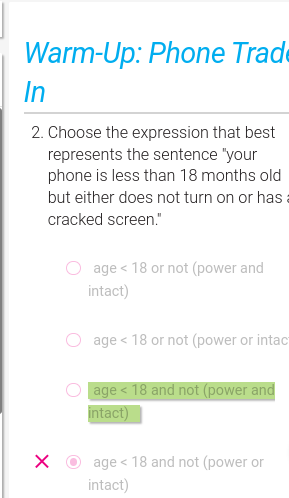 Warm-Up: Phone Trade
In
2. Choose the expression that best
represents the sentence "your
phone is less than 18 months old
but either does not turn on or has a
cracked screen."
age < 18 or not (power and
intact)
age < 18 or not (power or intac
age < 18 and not (power and
intact)
age < 18 and not (power or
intact)